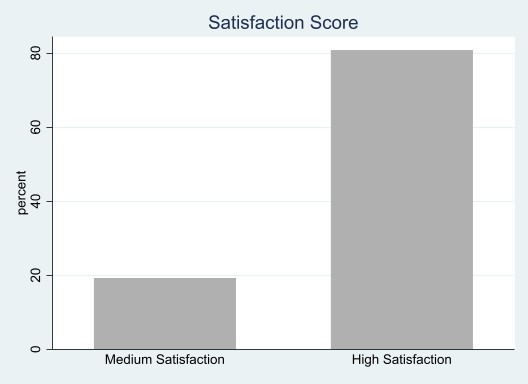 Satisfaction Score
percent
80
60
40
20
0
Medium Satisfaction
High Satisfaction